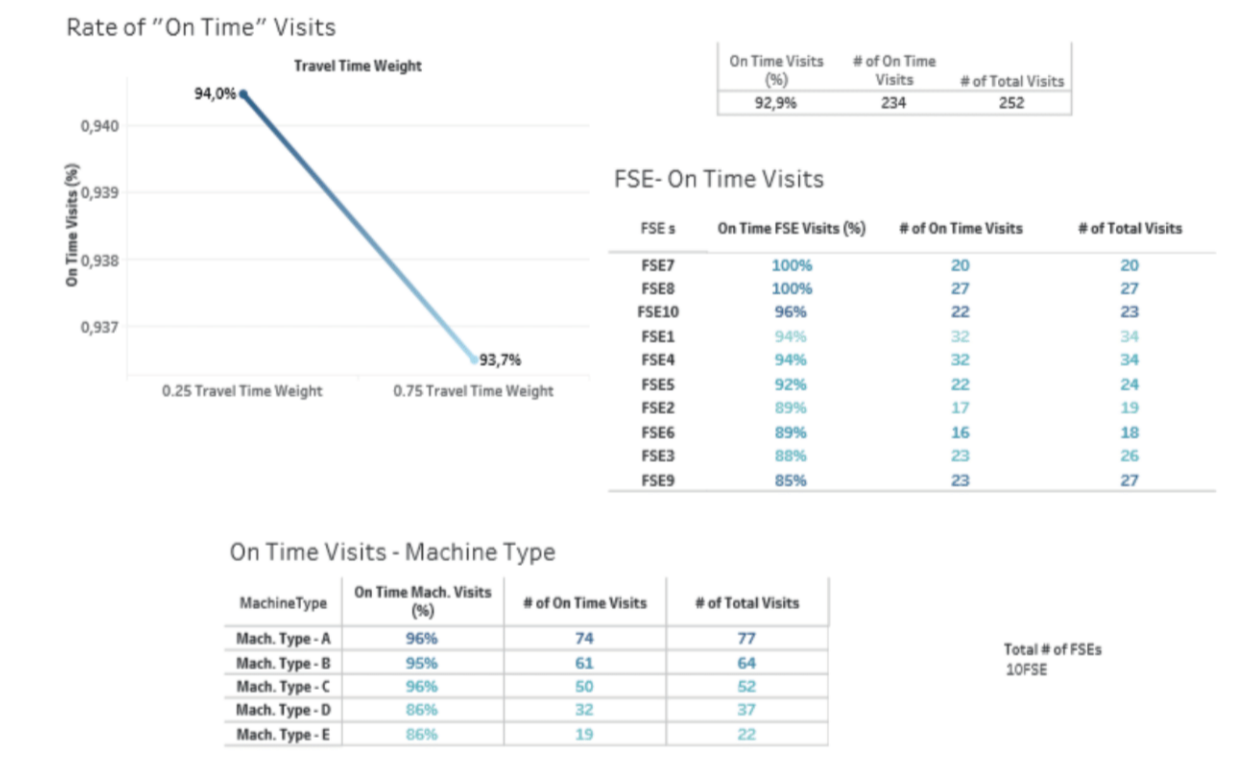 Rate of "On Time" Visits
Travel Time Weight
94,0%
0,940
0,939
0,938
0,937
On Time Visits (%)
93,7%
0.25 Travel Time Weight 0.75 Travel Time Weight
On Time Visits (%) # of On Time Visits # of Total Visits
92,9% 234 252
FSE- On Time Visits
FSE s On Time FSE Visits (%) # of On Time Visits # of Total Visits
FSE7 100% 20 20
FSE8 100% 27 27
FSE10 96% 22 23
FSE1 94% 32 34
FSE4 94% 32 34
FSE5 92% 22 24
FSE2 89% 17 19
FSE6 89% 16 18
FSE3 88% 23 26
FSE9 85% 23 27
On Time Visits - Machine Type
MachineType On Time Mach. Visits (%) # of On Time Visits # of Total Visits
Mach. Type - A 96% 74 77
Mach. Type - B 95% 61 64
Mach. Type - C 96% 50 52
Mach. Type - D 86% 32 37
Mach. Type - E 86% 19 22
Total # of FSEs
10FSE